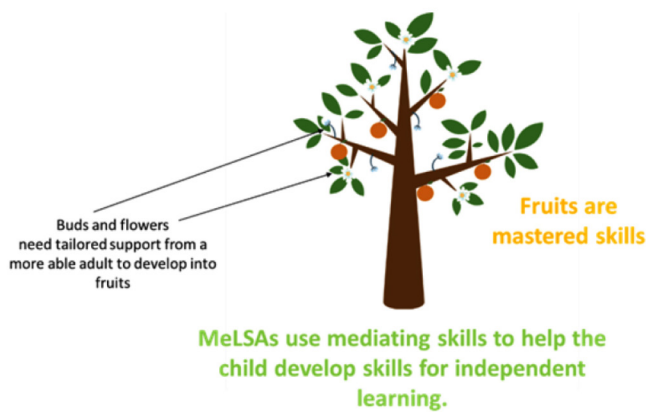 Buds and flowers
need tailored support from a
more able adult to develop into
fruits
Fruits are
mastered skills
MeLSAs use mediating skills to help the
child develop skills for independent
learning.